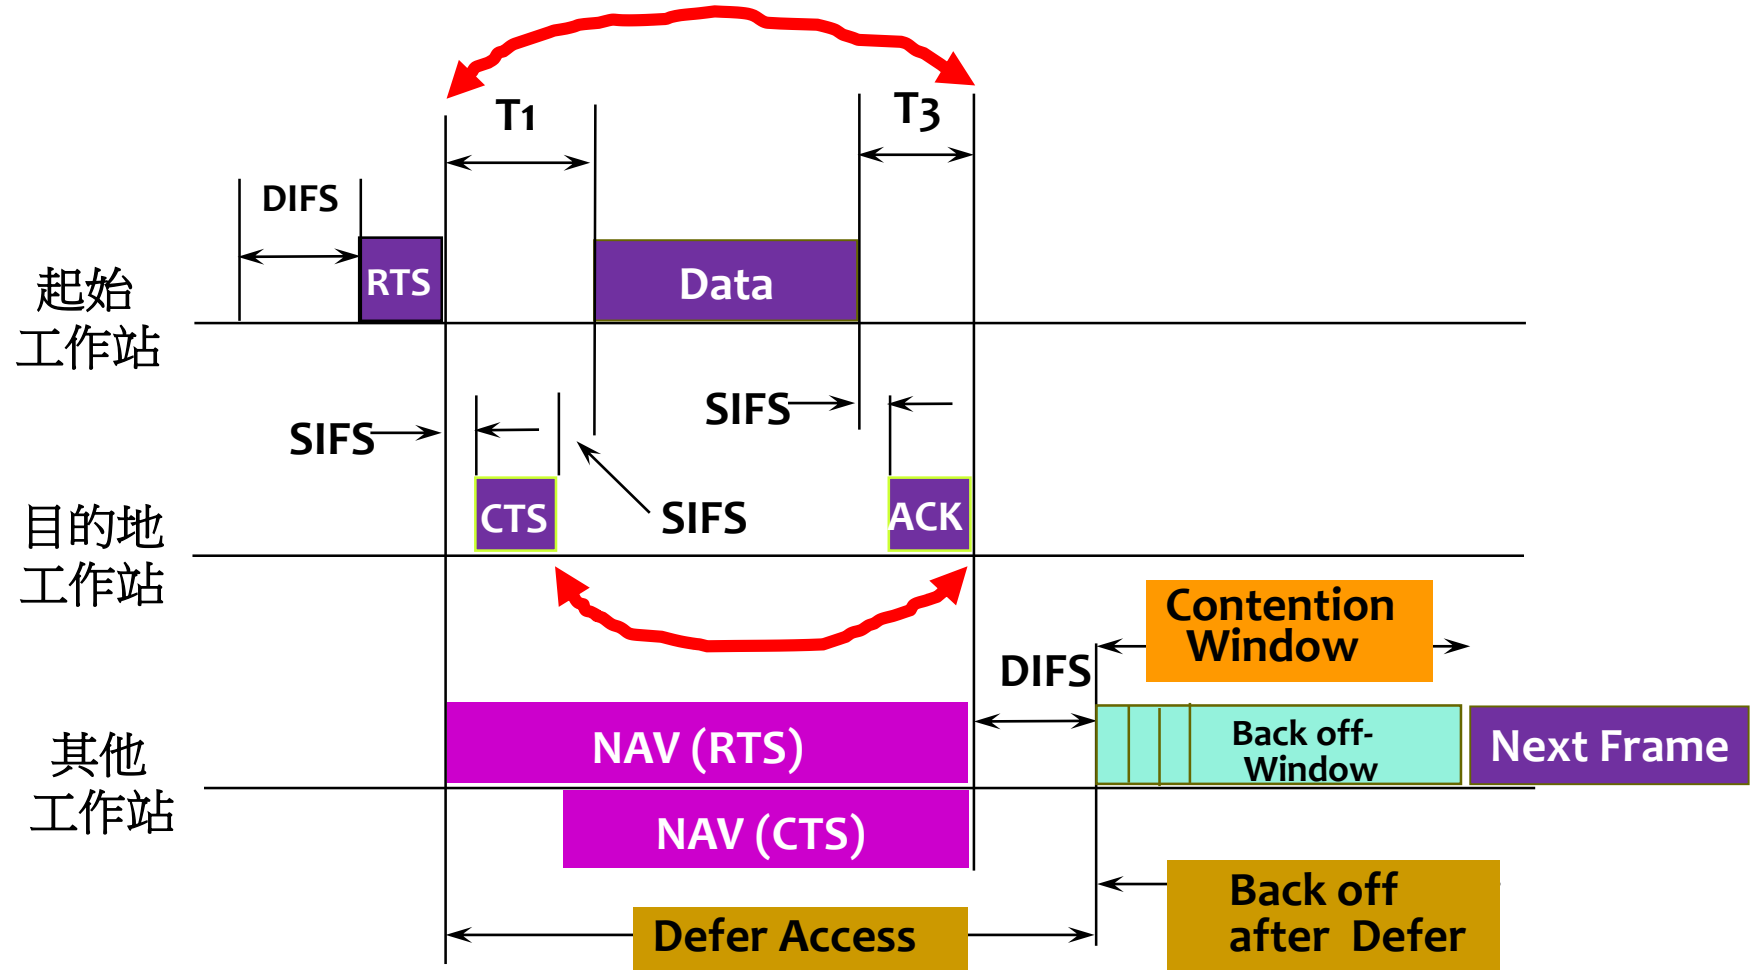 T1
T3
DIFS
RTS
Data
起始
工作站
SIFS
SIFS
CTS
SIFS
ACK
目的地
工作站
Contention
Window
DIFS
NAV (RTS)
Back off-
Window
Next Frame
其他
工作站
NAV (CTS)
Back off
after Defer
Defer Access